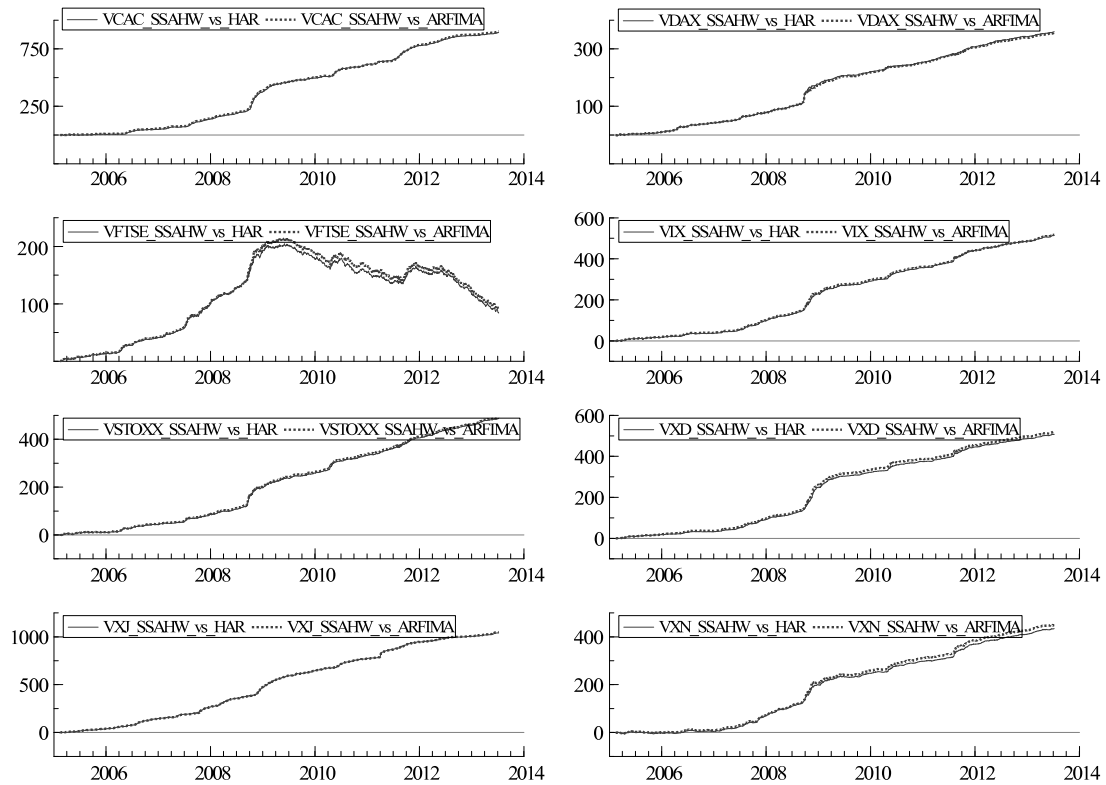 VCAC_SSAHW_vs_HAR VCAC_SSAHW_vs_ARFIMA
750
250
2006 2008 2010 2012 2014
VDAX_SSAHW_vs_HAR VDAX_SSAHW_vs_ARFIMA
300
100
2006 2008 2010 2012 2014
VFTSE_SSAHW_vs_HAR VFTSE_SSAHW_vs_ARFIMA
200
100
2006 2008 2010 2012 2014
VIX_SSAHW_vs_HAR VIX_SSAHW_vs_ARFIMA
600
400
200
0
2006 2008 2010 2012 2014
VSTOXX_SSAHW_vs_HAR VSTOXX_SSAHW_vs_ARFIMA
400
200
0
2006 2008 2010 2012 2014
VXD_SSAHW_vs_HAR VXD_SSAHW_vs_ARFIMA
600
400
200
0
2006 2008 2010 2012 2014
VXJ_SSAHW_vs_HAR VXJ_SSAHW_vs_ARFIMA
1000
500
0
2006 2008 2010 2012 2014
VXN_SSAHW_vs_HAR VXN_SSAHW_vs_ARFIMA
400
200
0
2006 2008 2010 2012 2014